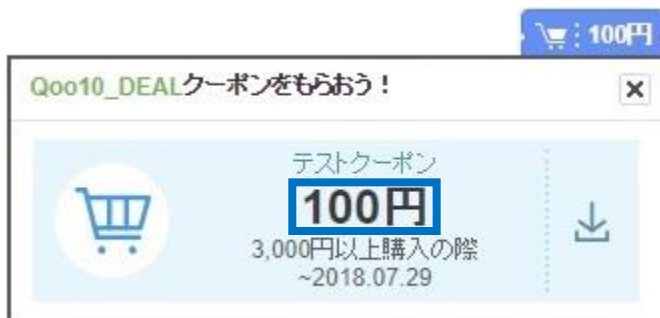 100円
Qoo10_DEALクーポンをもらおう！
テストクーポン
100円
3,000円以上購入の際
~2018.07.29